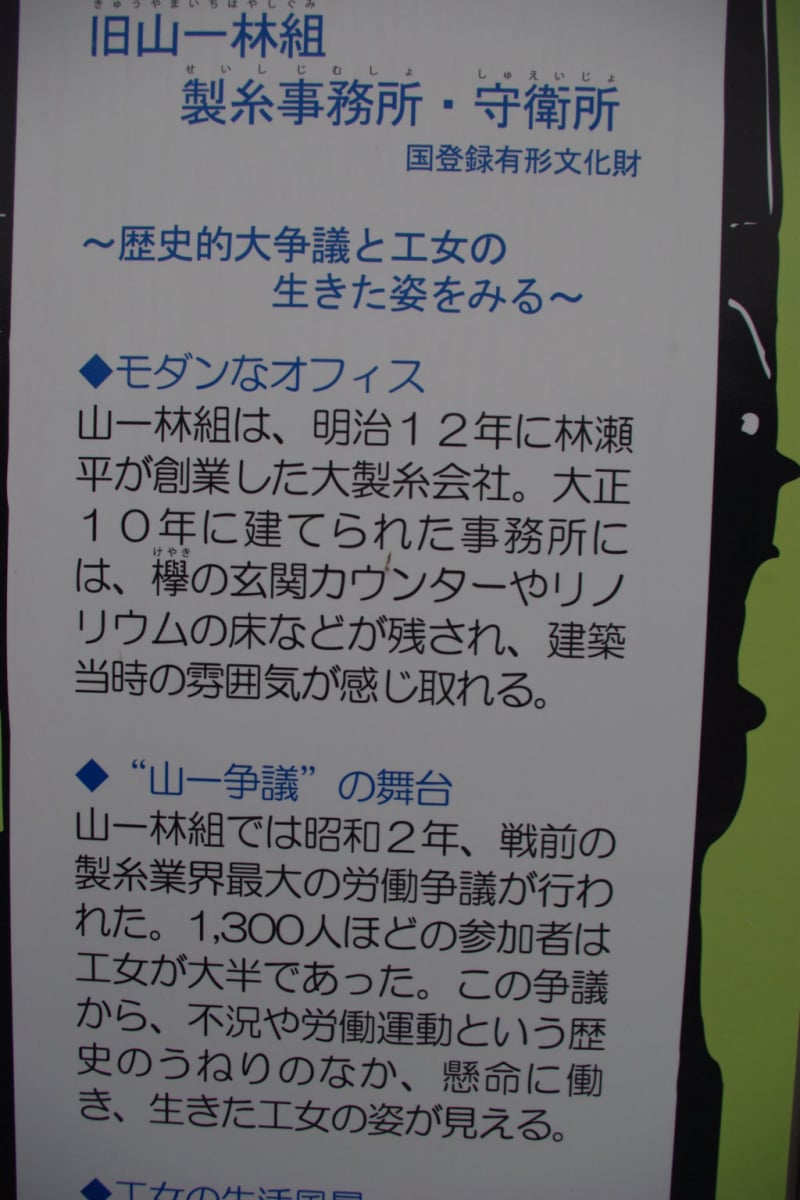 きゅうやまいちはやしぐみ
旧山一林組
せいしじむしょ しゅえいじょ
製糸事務所・守衛所
国登録有形文化財
～歴史的大争議と工女の
生きた姿をみる～
◆モダンなオフィス
山一林組は、明治１２年に林瀬
平が創業した大製糸会社。大正
１０年に建てられた事務所に
けやき
は、欅の玄関カウンターやリノ
リウムの床などが残され、建築
当時の雰囲気が感じ取れる。
◆“山一争議”の舞台
山一林組では昭和２年、戦前の
製糸業界最大の労働争議が行わ
れた。1,300人ほどの参加者は
工女が大半であった。この争議
から、不況や労働運動という歴
史のうねりのなか、懸命に働
き、生きた工女の姿が見える。
◆工女の生活風景